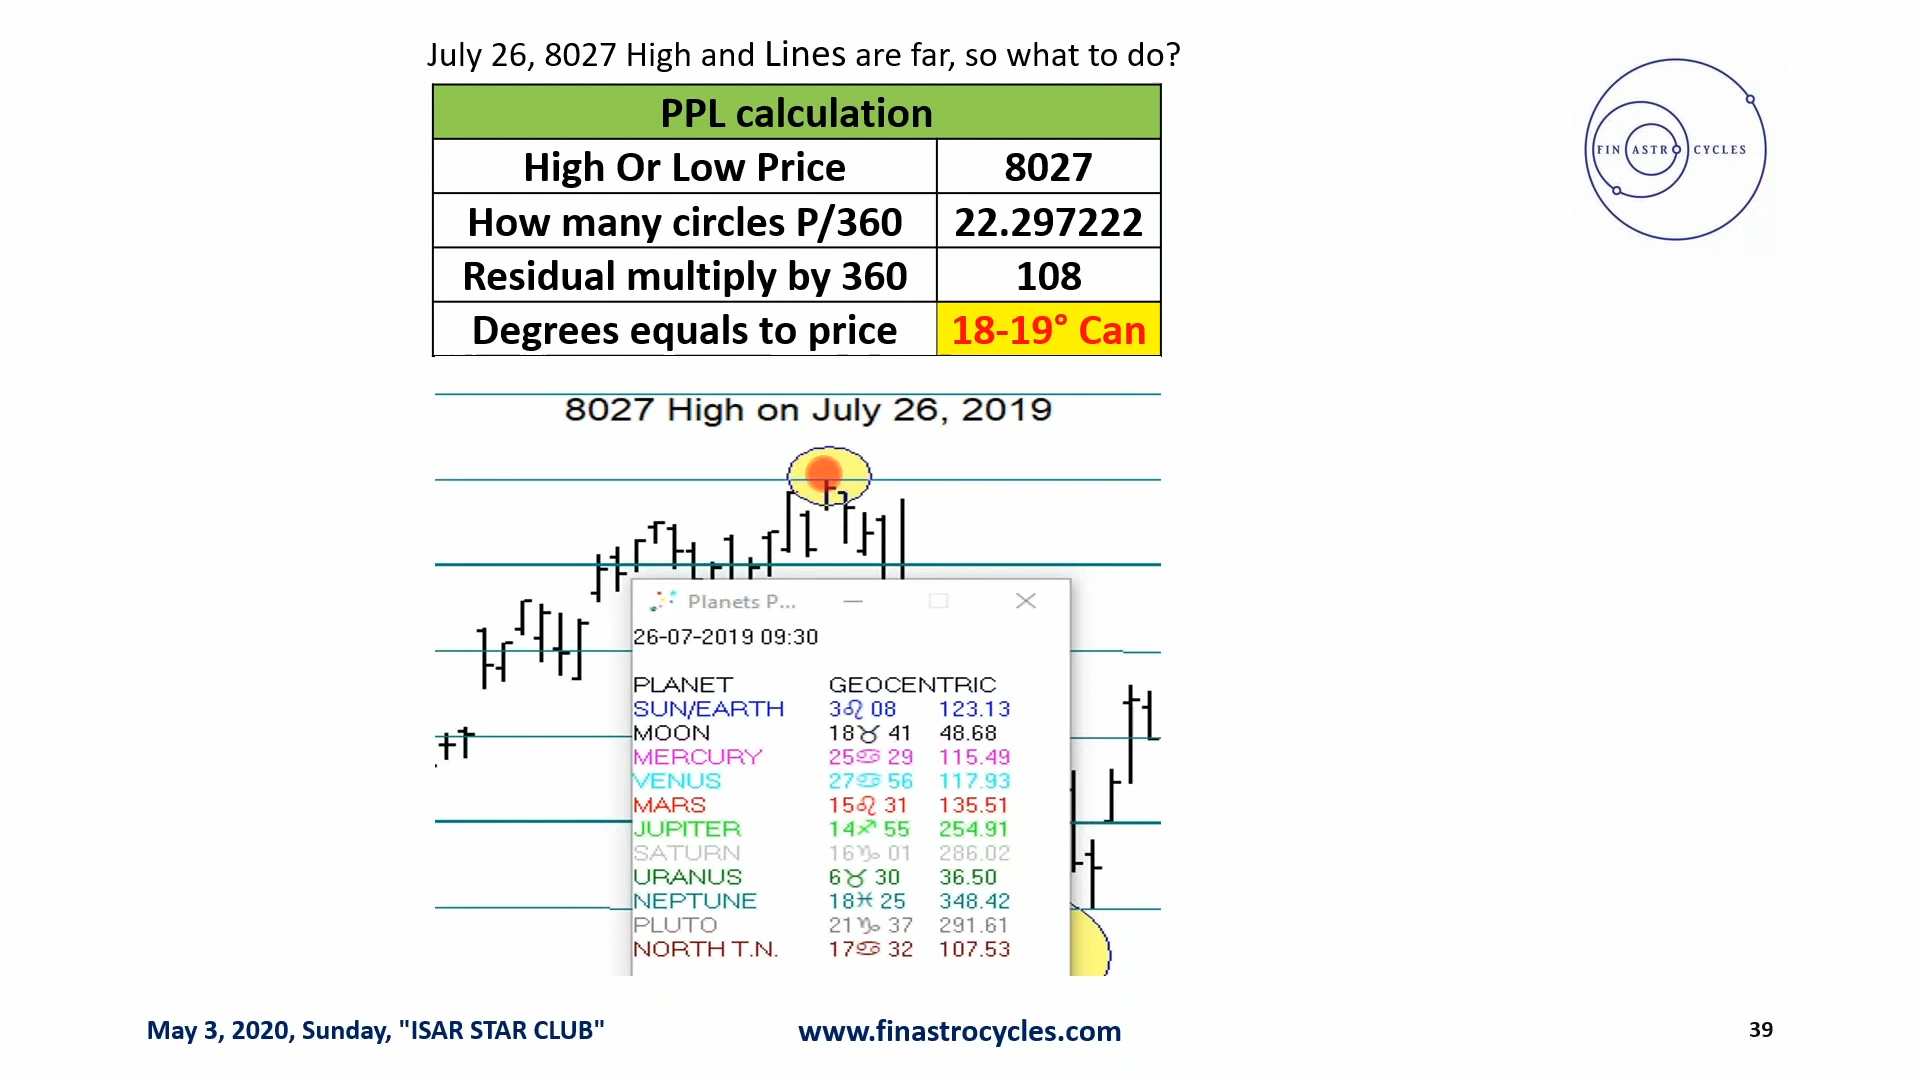 July 26, 8027 High and Lines are far, so what to do?
PPL calculation
High Or Low Price 8027
How many circles P/360 22.297222
Residual multiply by 360 108
Degrees equals to price 18-19° Can
FIN ASTRO CYCLES
8027 High on July 26, 2019
Planets P...
26-07-2019 09:30
PLANET GEOCENTRIC
SUN/EARTH 3♌ 08 123.13
MOON 18♉ 41 48.68
MERCURY 25♋ 29 115.49
VENUS 27♋ 56 117.93
MARS 15♌ 31 135.51
JUPITER 14♐ 55 254.91
SATURN 16♑ 01 286.02
URANUS 6♉ 30 36.50
NEPTUNE 18♓ 25 348.42
PLUTO 21♑ 37 291.61
NORTH T.N. 17♋ 32 107.53
May 3, 2020, Sunday, "ISAR STAR CLUB" www.finastrocycles.com 39